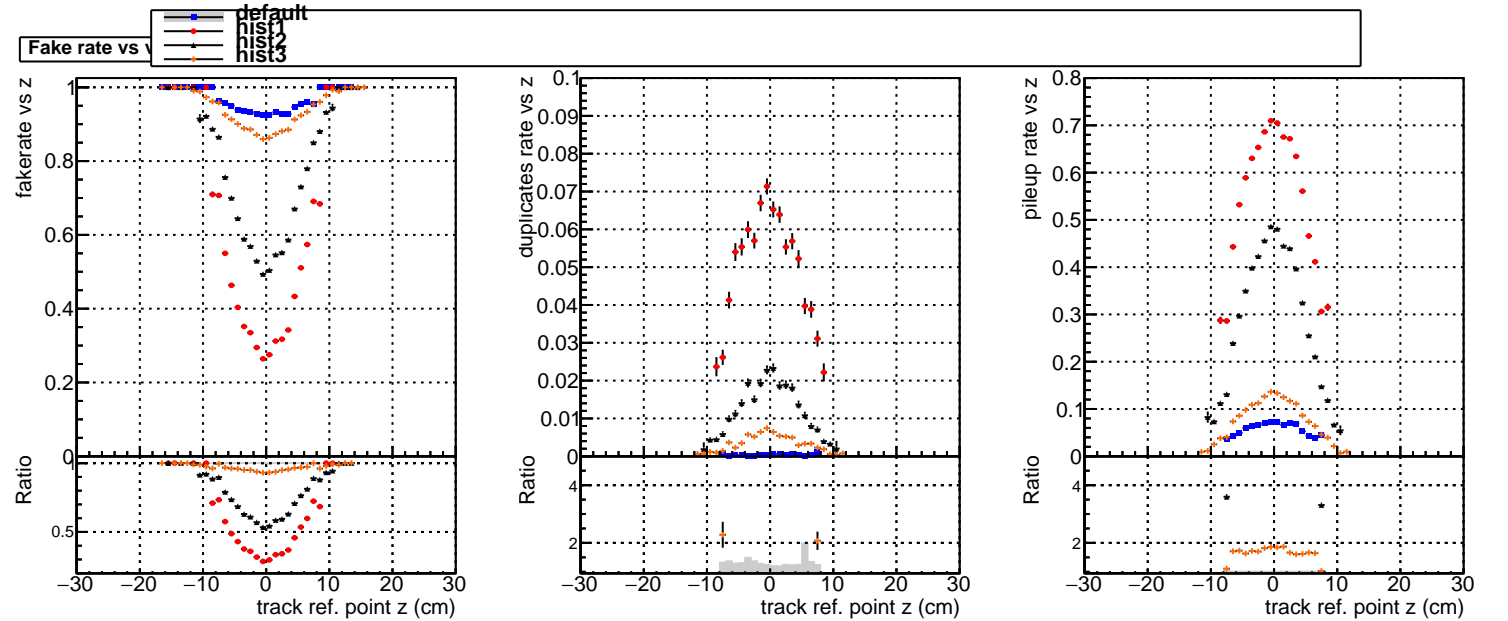 default
hist1
hist2
hist3
Fake rate vs v
fakerate vs z
1
0.8
0.6
0.4
0.2
0
Ratio
1
0.5
−30 −20 −10 0 10 20 30
track ref. point z (cm)
duplicates rate vs z
0.1
0.09
0.08
0.07
0.06
0.05
0.04
0.03
0.02
0.01
0
Ratio
4
2
−30 −20 −10 0 10 20 30
track ref. point z (cm)
pileup rate vs z
0.8
0.7
0.6
0.5
0.4
0.3
0.2
0.1
0
Ratio
4
2
−30 −20 −10 0 10 20 30
track ref. point z (cm)